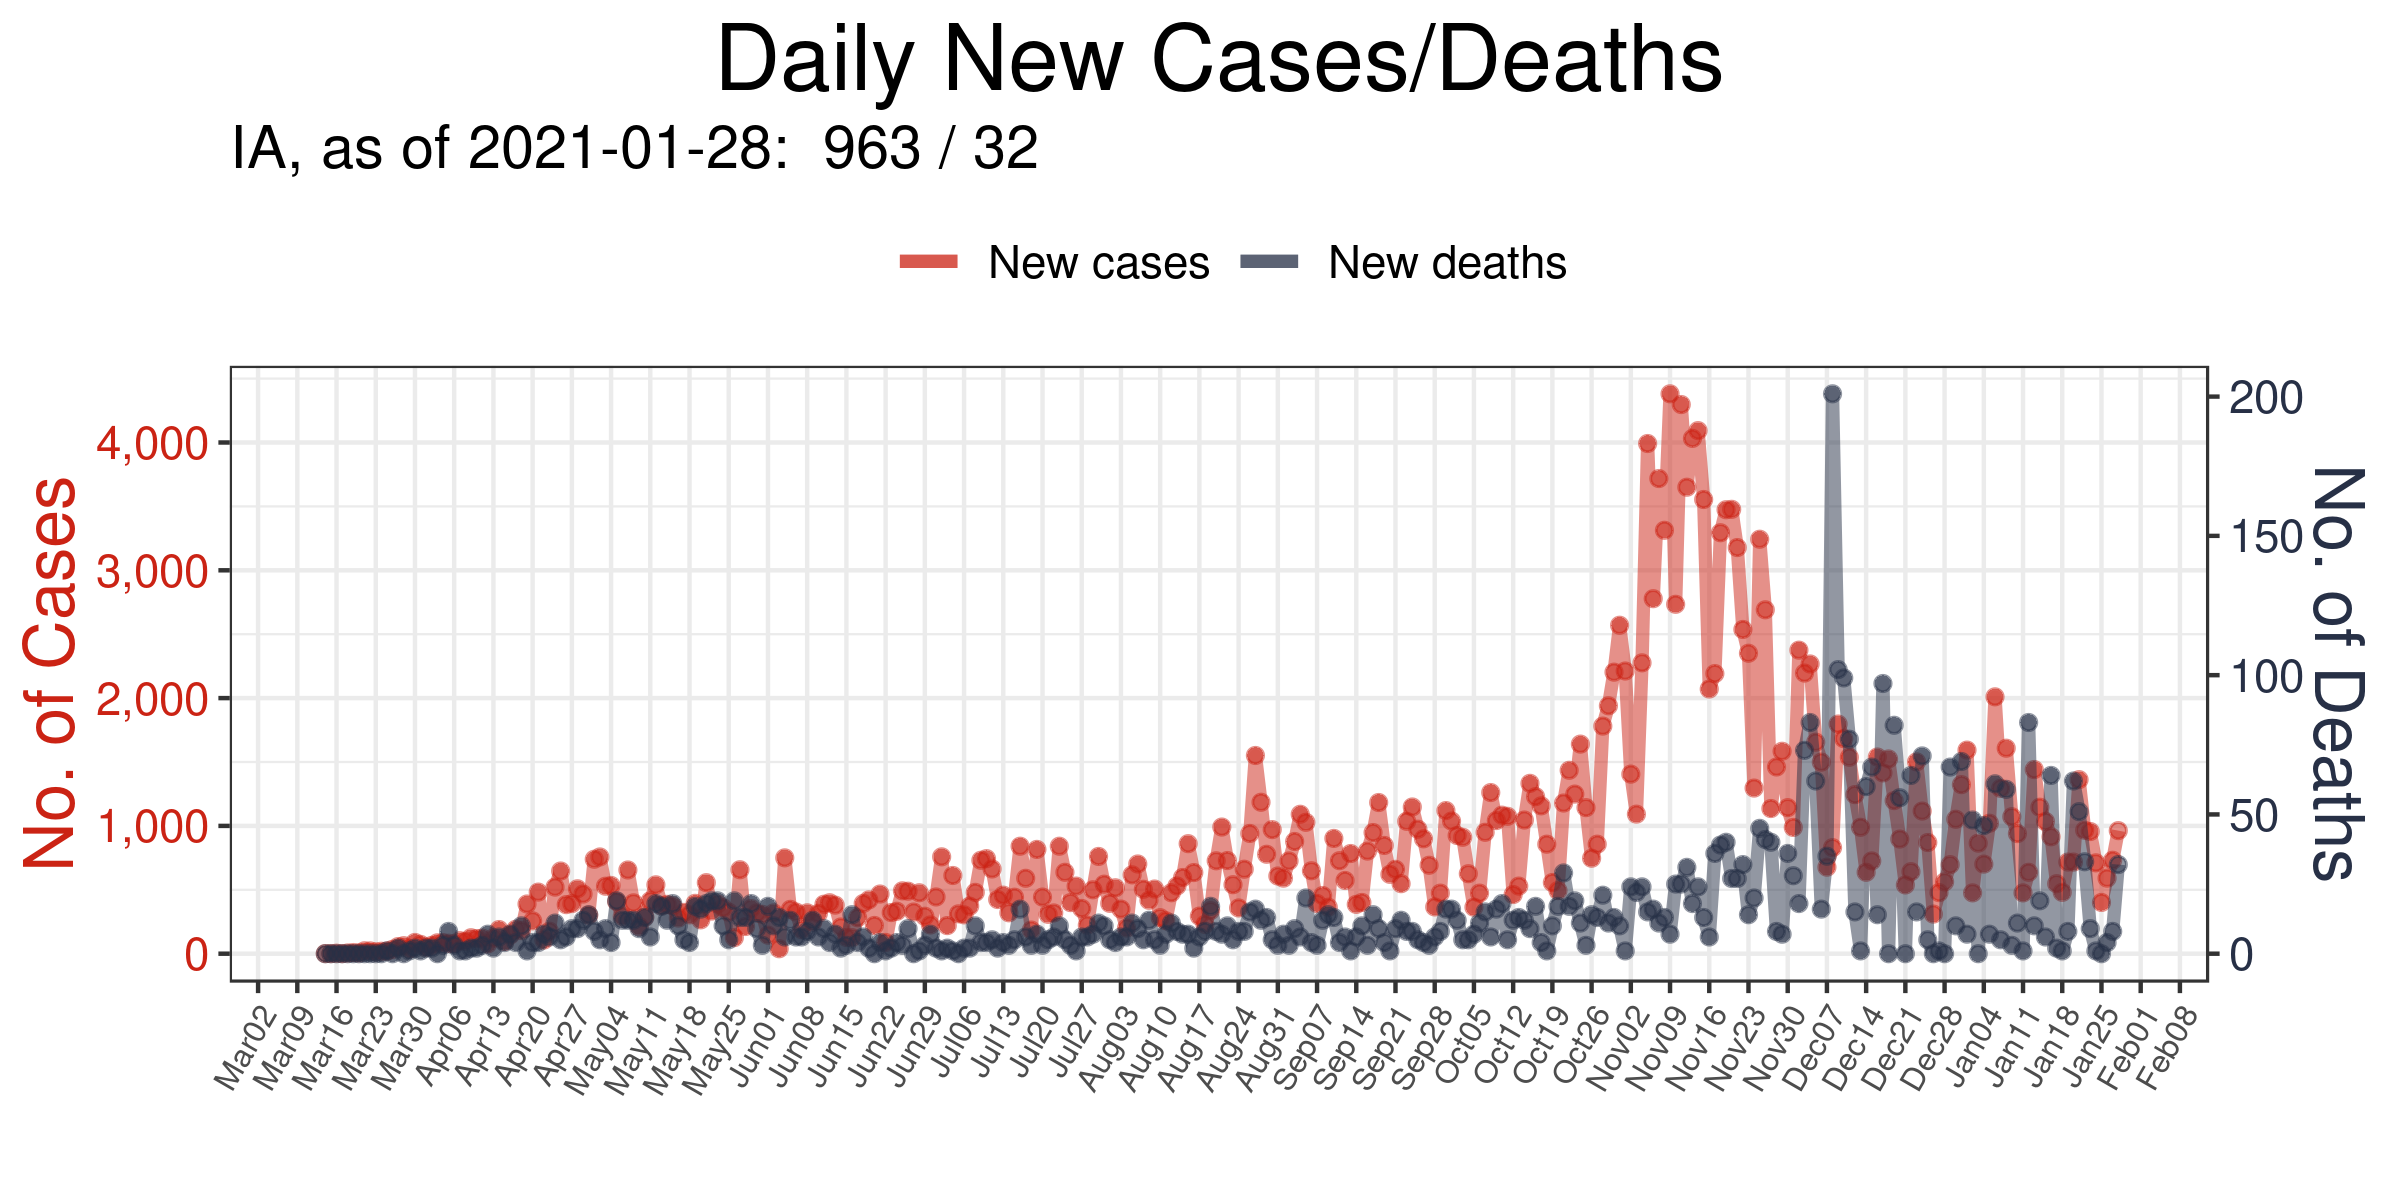 Daily New Cases/Deaths
IA, as of 2021-01-28:  963 / 32
New cases
New deaths
No. of Cases
4,000
3,000
2,000
1,000
0
200
150
100
50
0
No. of Deaths
Mar02
Mar09
Mar16
Mar23
Mar30
Apr06
Apr13
Apr20
Apr27
May04
May11
May18
May25
Jun01
Jun08
Jun15
Jun22
Jun29
Jul06
Jul13
Jul20
Jul27
Aug03
Aug10
Aug17
Aug24
Aug31
Sep07
Sep14
Sep21
Sep28
Oct05
Oct12
Oct19
Oct26
Nov02
Nov09
Nov16
Nov23
Nov30
Dec07
Dec14
Dec21
Dec28
Jan04
Jan11
Jan18
Jan25
Feb01
Feb08